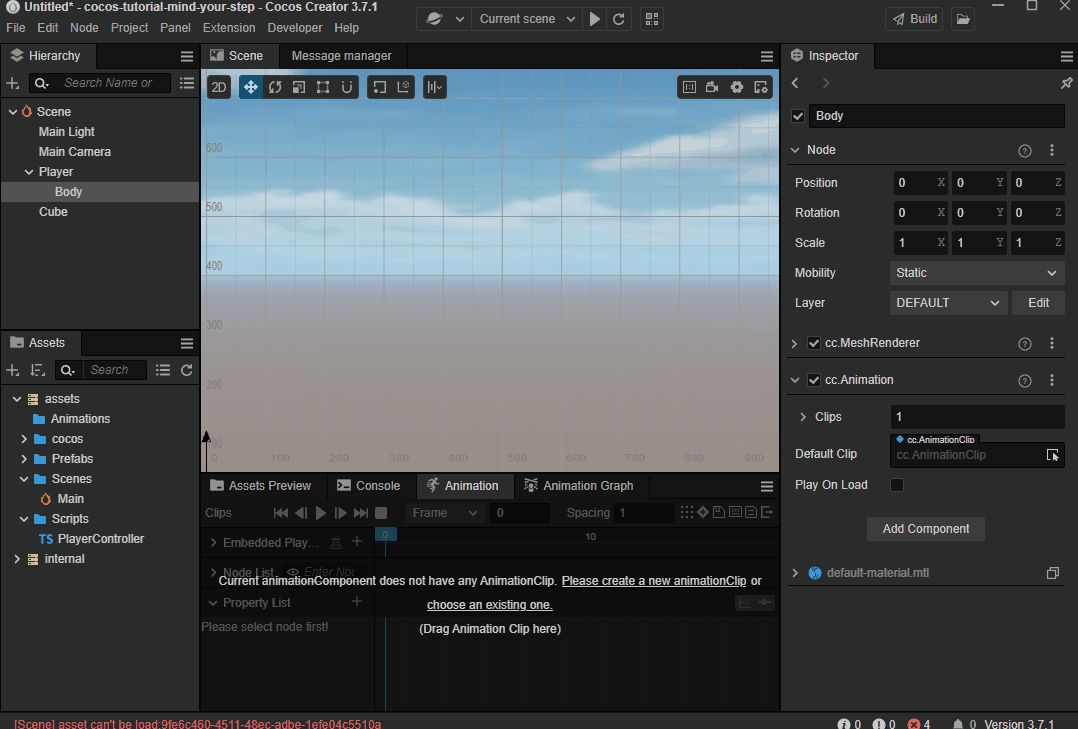 Untitled* - cocos-tutorial-mind-your-step - Cocos Creator 3.7.1
File Edit Node Project Panel Extension Developer Help
Current scene
Build
Hierarchy
Search Name or
Scene
Main Light
Main Camera
Player
Body
Cube
Assets
Search
assets
Animations
cocos
Prefabs
Scenes
Main
Scripts
TS PlayerController
internal
Scene Message manager
2D
600
500
400
300
200
0 100 200 300 400 500 600 700 800 900
Assets Preview Console Animation Animation Graph
Clips Frame 0 Spacing 1
Embedded Play... 0 10
Node List Enter Nor
Current animationComponent does not have any AnimationClip. Please create a new animationClip or
choose an existing one.
Property List
Please select node first!
(Drag Animation Clip here)
Inspector
Body
Node
Position 0 X 0 Y 0 Z
Rotation 0 X 0 Y 0 Z
Scale 1 X 1 Y 1 Z
Mobility Static
Layer DEFAULT Edit
cc.MeshRenderer
cc.Animation
Clips 1
cc.AnimationClip
Default Clip cc.AnimationClip
Play On Load
Add Component
default-material.mtl
[Scene] asset can't be load:9fe6c460-4511-48ec-adbe-1efe04c5510a
0 0 4 0 Version 3.7.1